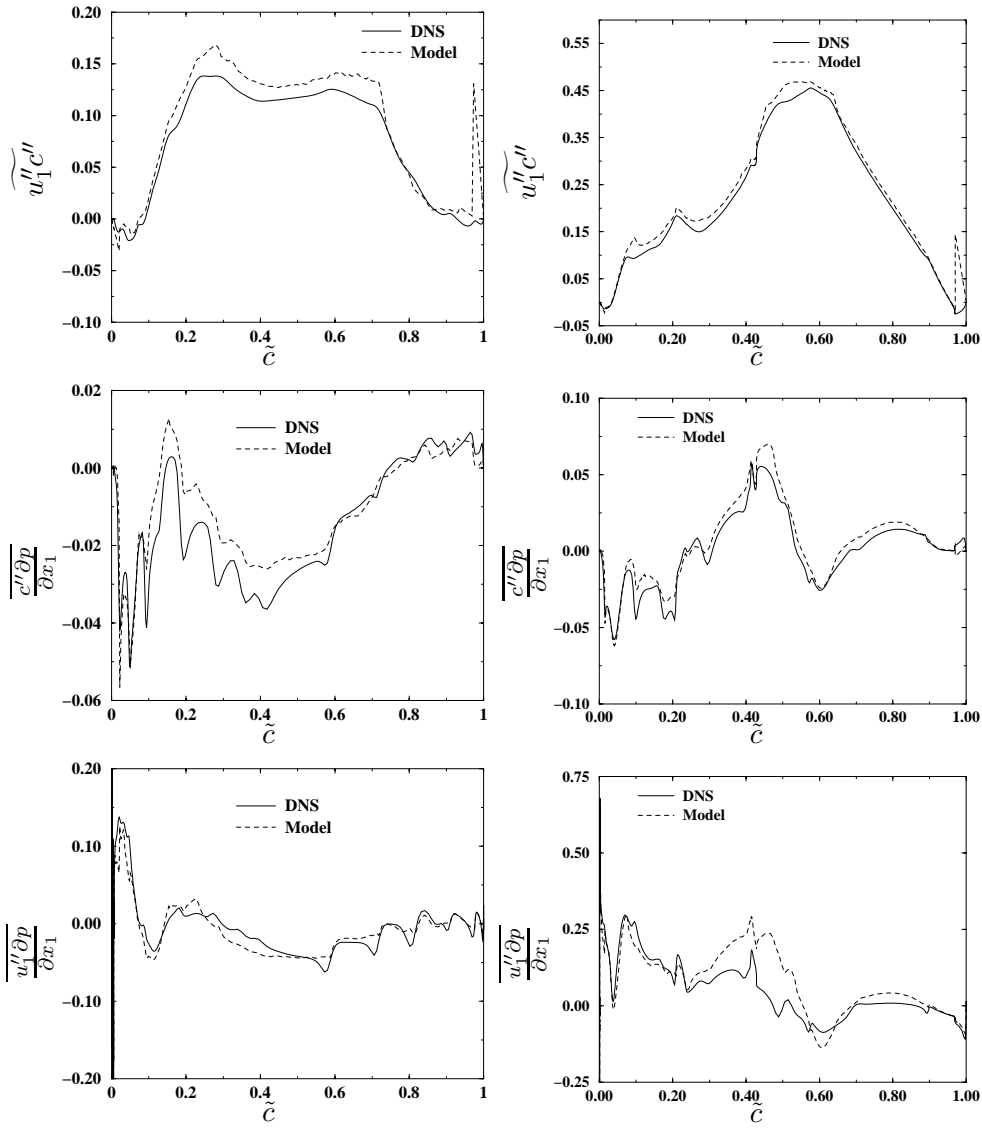 0.20
0.15
0.10
0.05
0.00
−0.05
−0.10
0
0.2
0.4
0.6
0.8
1
DNS
Model
u₁″c″
c̃
0.55
0.45
0.35
0.25
0.15
0.05
−0.05
0.00
0.20
0.40
0.60
0.80
1.00
DNS
Model
u₁″c″
c̃
0.02
0.00
−0.02
−0.04
−0.06
0
0.2
0.4
0.6
0.8
1
DNS
Model
c″∂p
∂x₁
c̃
0.10
0.05
0.00
−0.05
−0.10
0.00
0.20
0.40
0.60
0.80
1.00
DNS
Model
c″∂p
∂x₁
c̃
0.20
0.10
0.00
−0.10
−0.20
0
0.2
0.4
0.6
0.8
1
DNS
Model
u₁″∂p
∂x₁
c̃
0.75
0.50
0.25
0.00
−0.25
0.00
0.20
0.40
0.60
0.80
1.00
DNS
Model
u₁″∂p
∂x₁
c̃